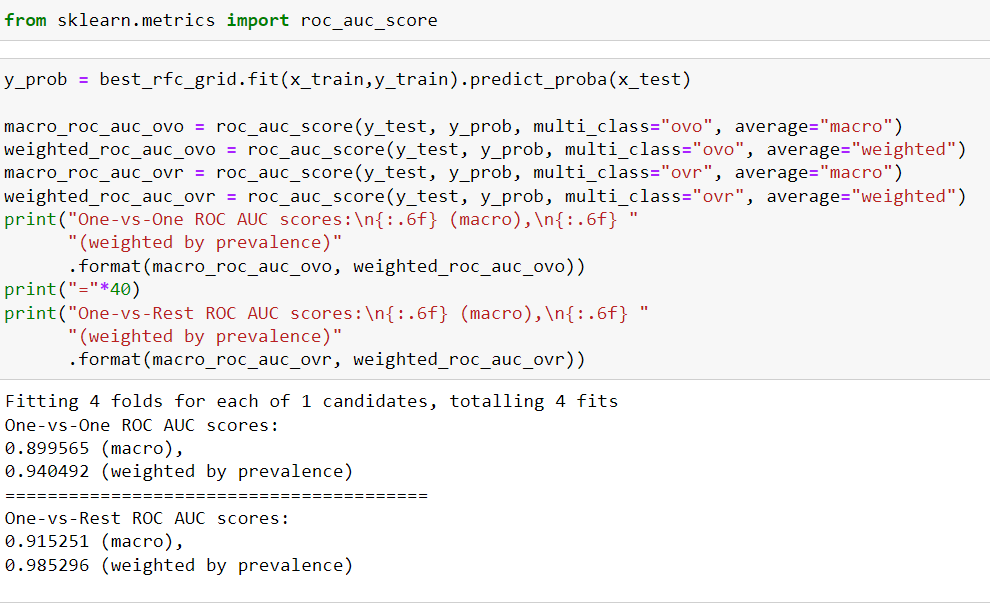 from sklearn.metrics import roc_auc_score
y_prob = best_rfc_grid.fit(x_train,y_train).predict_proba(x_test)
macro_roc_auc_ovo = roc_auc_score(y_test, y_prob, multi_class="ovo", average="macro")
weighted_roc_auc_ovo = roc_auc_score(y_test, y_prob, multi_class="ovo", average="weighted")
macro_roc_auc_ovr = roc_auc_score(y_test, y_prob, multi_class="ovr", average="macro")
weighted_roc_auc_ovr = roc_auc_score(y_test, y_prob, multi_class="ovr", average="weighted")
print("One-vs-One ROC AUC scores:\n{:.6f} (macro),\n{:.6f} "
      "(weighted by prevalence)"
      .format(macro_roc_auc_ovo, weighted_roc_auc_ovo))
print("="*40)
print("One-vs-Rest ROC AUC scores:\n{:.6f} (macro),\n{:.6f} "
      "(weighted by prevalence)"
      .format(macro_roc_auc_ovr, weighted_roc_auc_ovr))
Fitting 4 folds for each of 1 candidates, totalling 4 fits
One-vs-One ROC AUC scores:
0.899565 (macro),
0.940492 (weighted by prevalence)
========================================
One-vs-Rest ROC AUC scores:
0.915251 (macro),
0.985296 (weighted by prevalence)